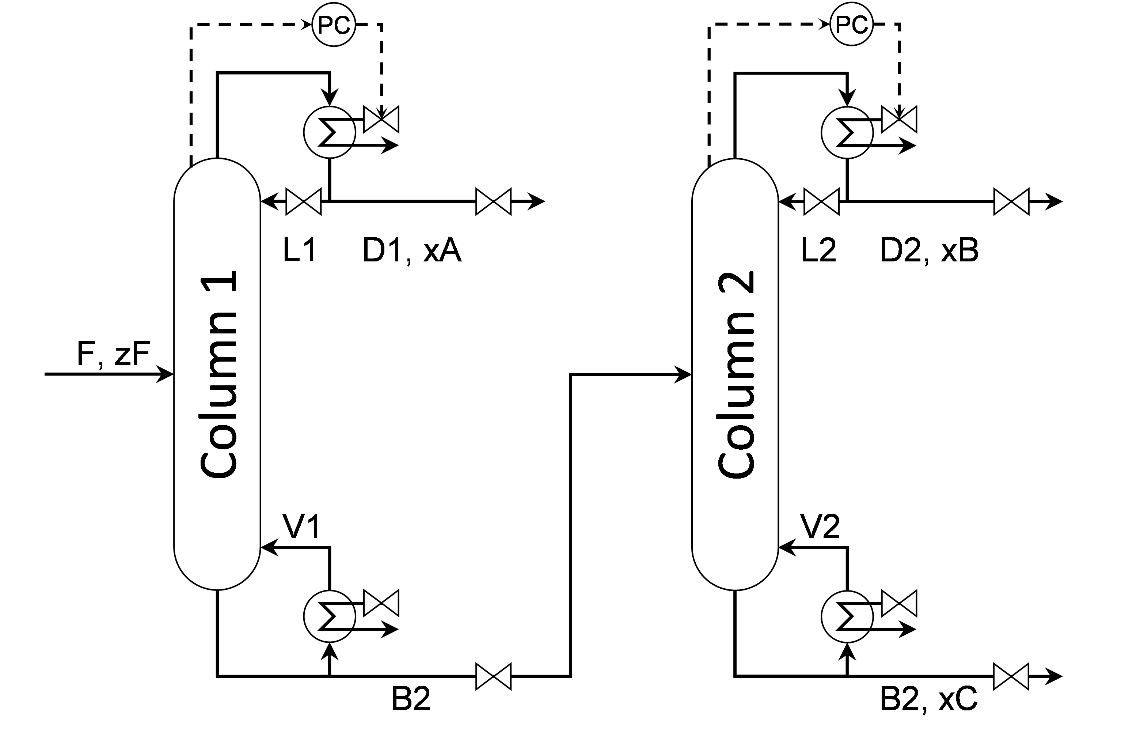 PC
PC
L1
D1, xA
L2
D2, xB
F, zF
Column 1
Column 2
V1
V2
B2
B2, xC